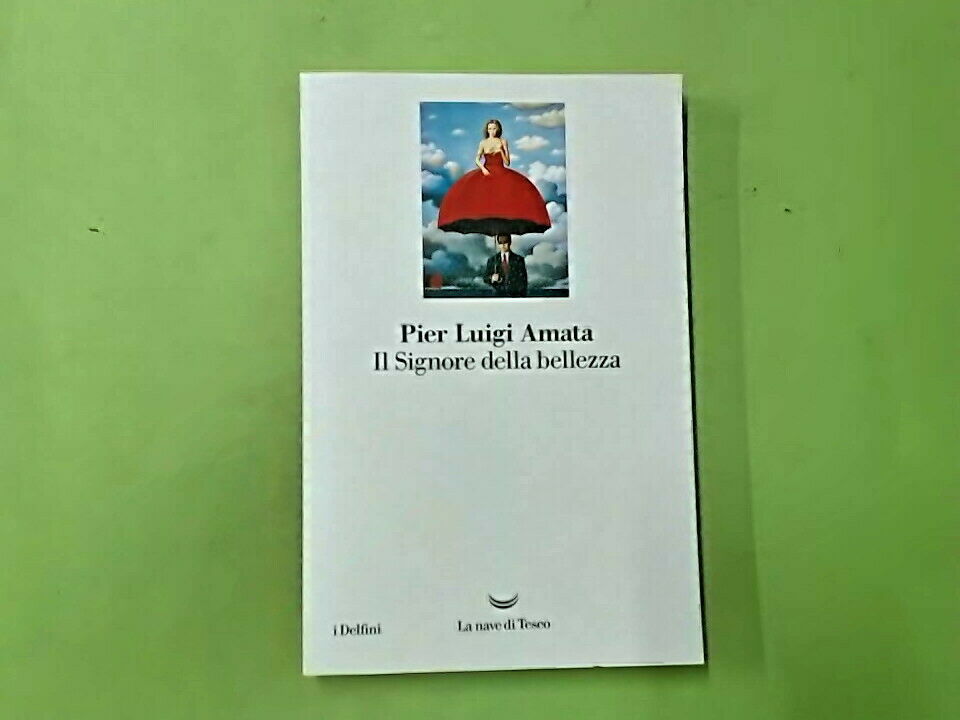 Pier Luigi Amata
Il Signore della bellezza
i Delfini
La nave di Teseo